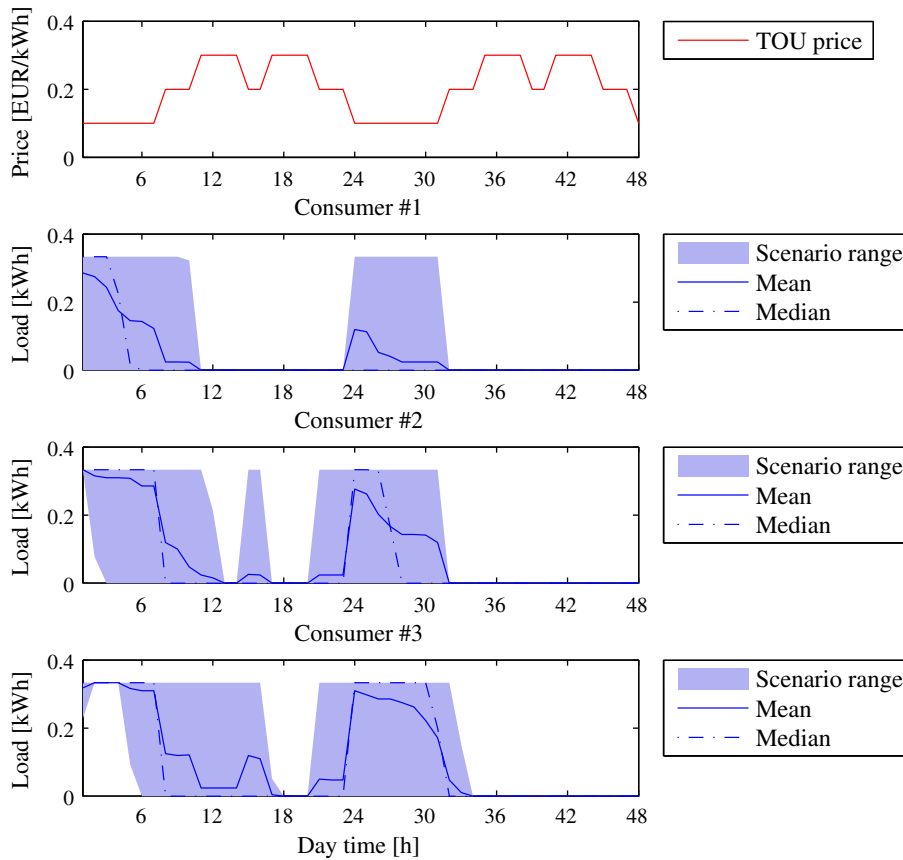 0.4
0.2
0
Price [EUR/kWh]
6 12 18 24 30 36 42 48
TOU price
Consumer #1
0.4
0.2
0
Load [kWh]
6 12 18 24 30 36 42 48
Scenario range
Mean
Median
Consumer #2
0.4
0.2
0
Load [kWh]
6 12 18 24 30 36 42 48
Scenario range
Mean
Median
Consumer #3
0.4
0.2
0
Load [kWh]
6 12 18 24 30 36 42 48
Day time [h]
Scenario range
Mean
Median